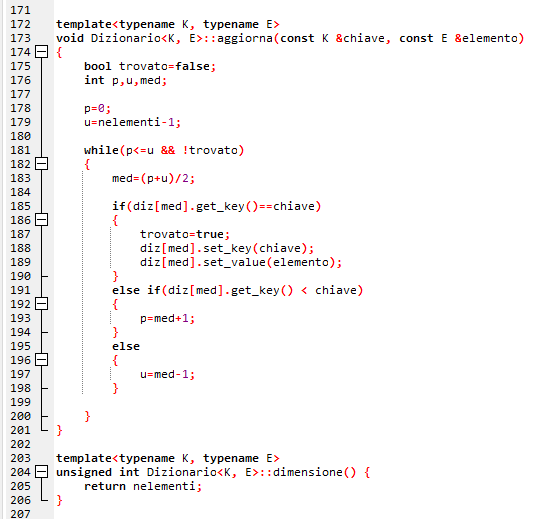 171
172 template<typename K, typename E>
173 void Dizionario<K, E>::aggiorna(const K &chiave, const E &elemento)
174 {
175     bool trovato=false;
176     int p,u,med;
177
178     p=0;
179     u=nelementi-1;
180
181     while(p<=u && !trovato)
182     {
183         med=(p+u)/2;
184
185         if(diz[med].get_key()==chiave)
186         {
187             trovato=true;
188             diz[med].set_key(chiave);
189             diz[med].set_value(elemento);
190         }
191         else if(diz[med].get_key() < chiave)
192         {
193             p=med+1;
194         }
195         else
196         {
197             u=med-1;
198         }
199
200     }
201 }
202
203 template<typename K, typename E>
204 unsigned int Dizionario<K, E>::dimensione() {
205     return nelementi;
206 }
207